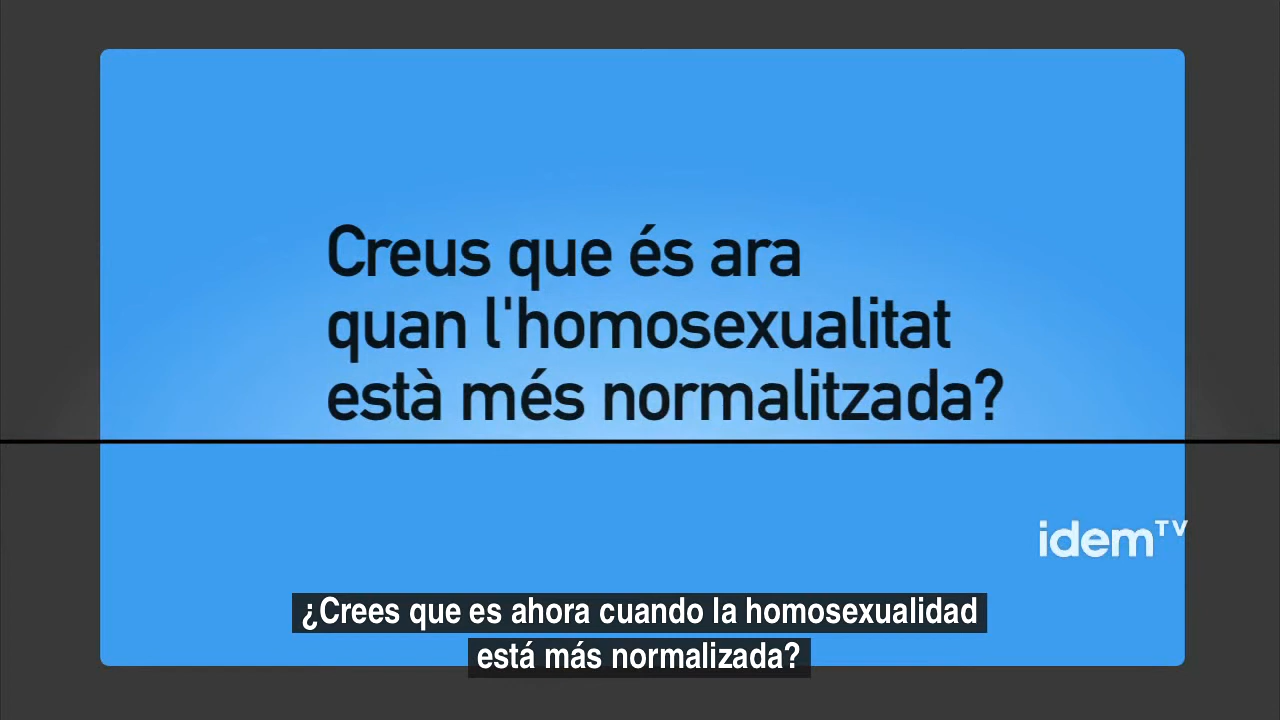 Creus que és ara
quan l'homosexualitat
està més normalitzada?
idemTV
¿Crees que es ahora cuando la homosexualidad
está más normalizada?